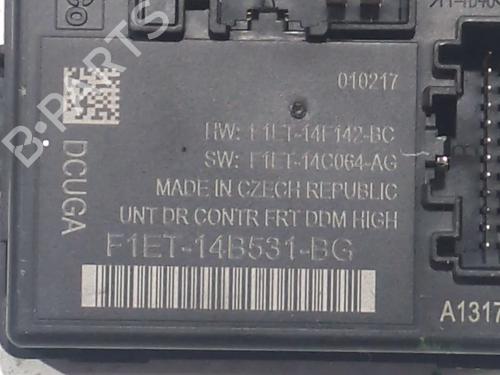 010217
HW: F1ET-14F142-BC
SW: F1ET-14C064-AG
MADE IN CZECH REPUBLIC
UNT DR CONTR FRT DDM HIGH
F1ET-14B531-BG
DCUGA
A1317